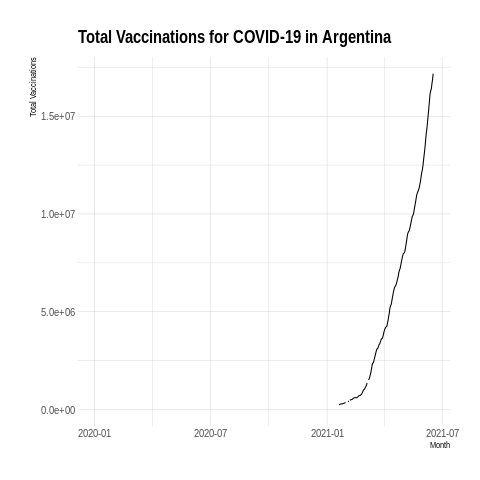 Total Vaccinations for COVID-19 in Argentina
Total Vaccinations
1.5e+07
1.0e+07
5.0e+06
0.0e+00
2020-01 2020-07 2021-01 2021-07
Month